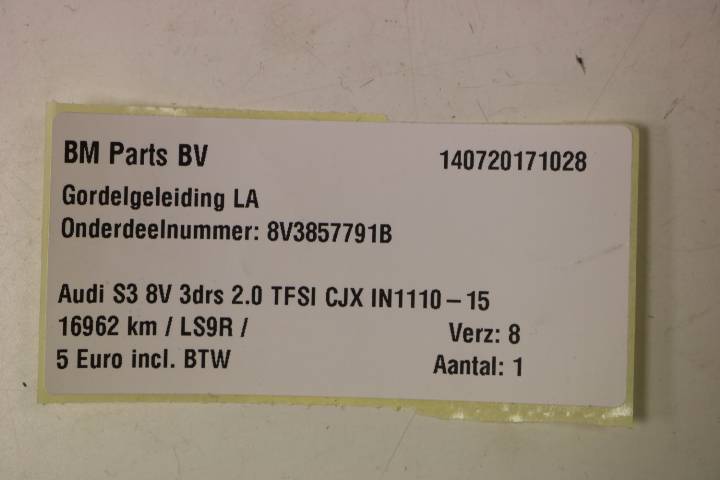 BM Parts BV 140720171028
Gordelgeleiding LA
Onderdeelnummer: 8V3857791B
Audi S3 8V 3drs 2.0 TFSI CJX IN1110 – 15
16962 km / LS9R / Verz: 8
5 Euro incl. BTW Aantal: 1